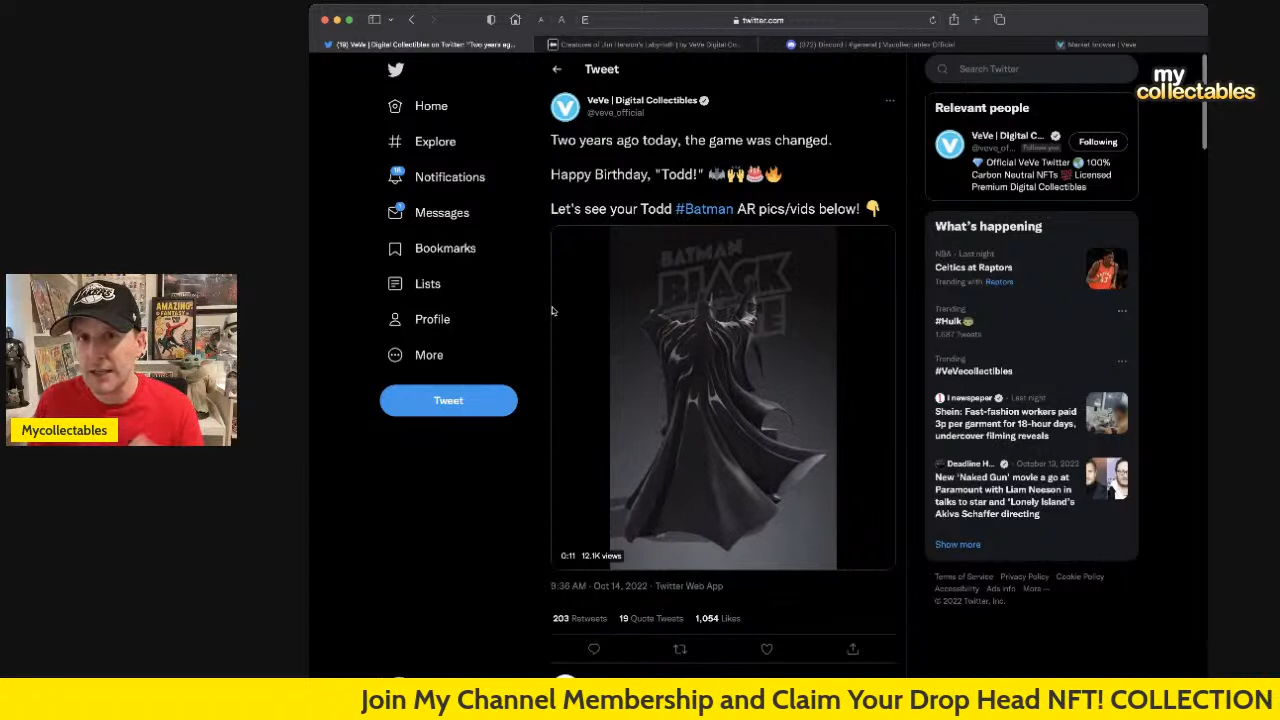 twitter.com
(18) VeVe | Digital Collectibles on Twitter: "Two years ag...
Creatures of Jim Henson's Labyrinth | by VeVe Digital Co...
(372) Discord | #general | Mycollectables Official
Market browse | Veve
Tweet
Search Twitter
my
collectables
Home
Explore
Notifications
Messages
Bookmarks
Lists
Profile
More
Tweet
VeVe | Digital Collectibles
@veve_official
Two years ago today, the game was changed.
Happy Birthday, "Todd!" 🦇🙌🎂🔥
Let's see your Todd #Batman AR pics/vids below! 👇
BATMAN
BLACK
0:11 12.1K views
9:36 AM · Oct 14, 2022 · Twitter Web App
203 Retweets 19 Quote Tweets 1,054 Likes
Relevant people
VeVe | Digital C...
@veve_of... Follows you
Following
💎 Official VeVe Twitter 🌏 100%
Carbon Neutral NFTs 💯 Licensed
Premium Digital Collectibles
What's happening
NBA · Last night
Celtics at Raptors
Trending with Raptors
Trending
#Hulk
1,687 Tweets
Trending
#VeVecollectibles
i newspaper · Last night
Shein: Fast-fashion workers paid
3p per garment for 18-hour days,
undercover filming reveals
Deadline H... · October 13, 2022
New 'Naked Gun' movie a go at
Paramount with Liam Neeson in
talks to star and 'Lonely Island's
Akiva Schaffer directing
Show more
Terms of Service Privacy Policy Cookie Policy
Accessibility Ads info More ...
© 2022 Twitter, Inc.
AMAZING
FANTASY
Mycollectables
Join My Channel Membership and Claim Your Drop Head NFT! COLLECTION